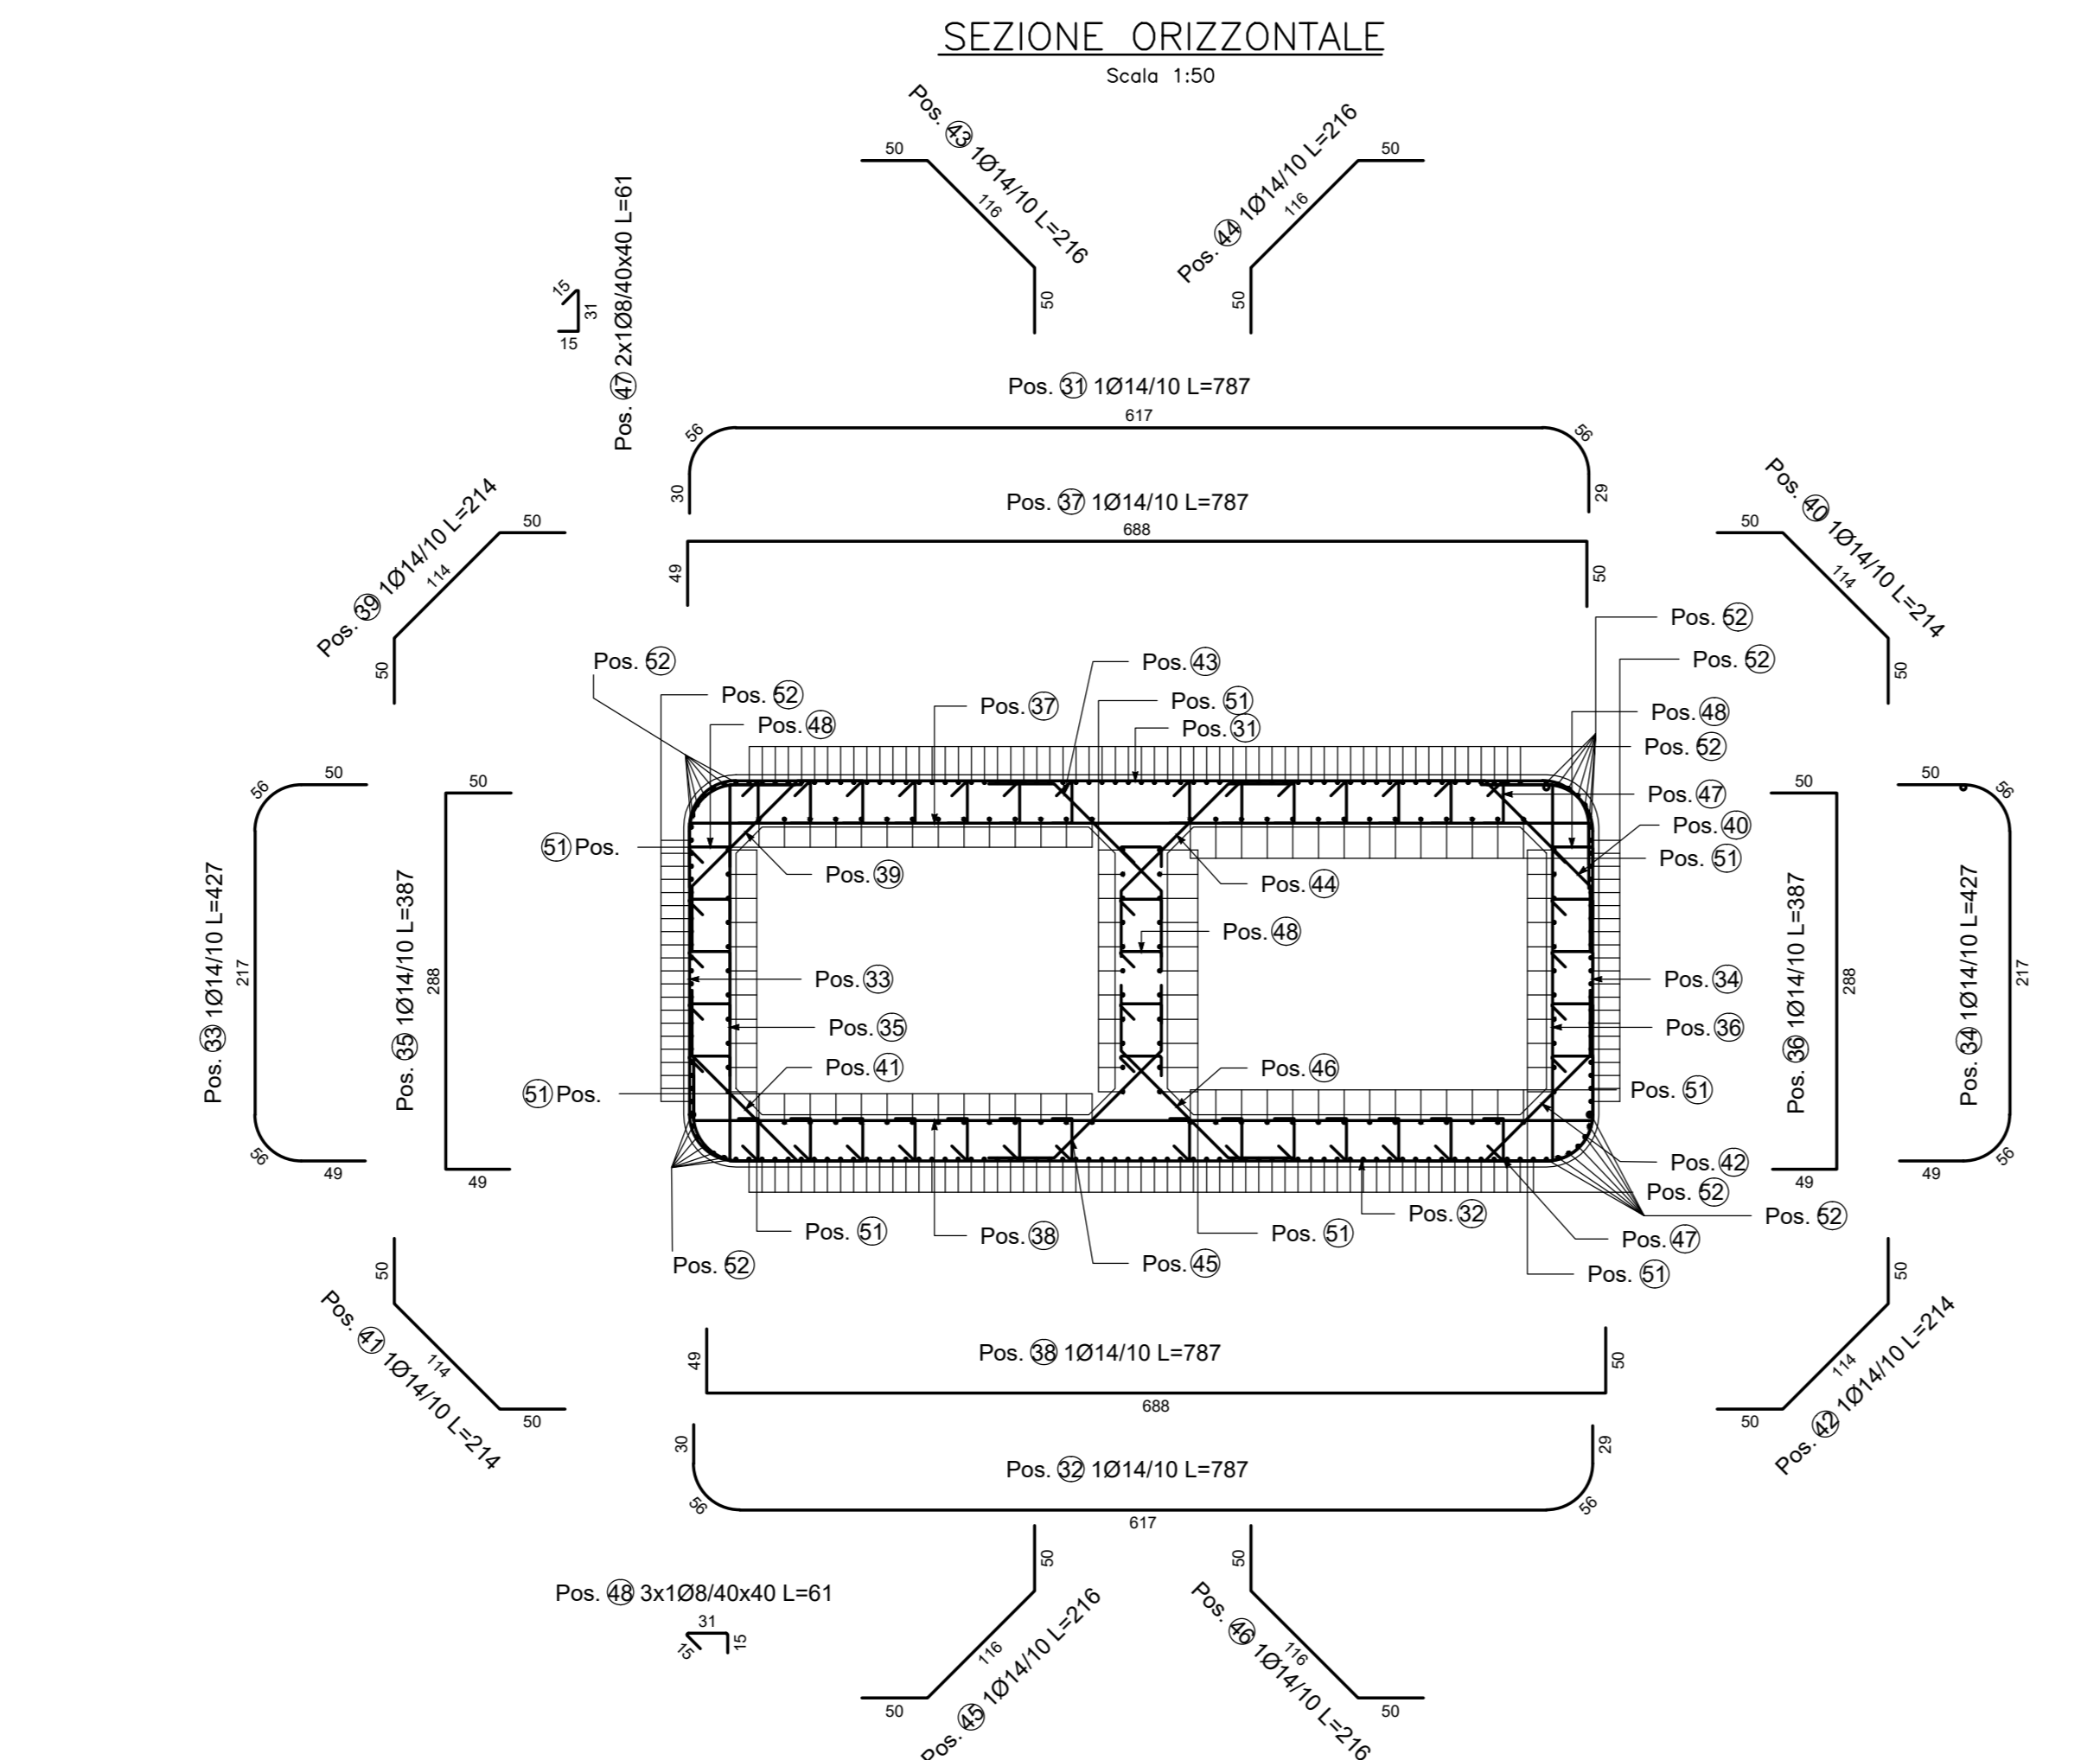 SEZIONE ORIZZONTALE
Scala 1:50
Pos. 43 1Ø14/10 L=216
50
116
50
Pos. 44 1Ø14/10 L=216
50
116
50
Pos. 47 2x1Ø8/40x40 L=61
15
31
15
Pos. 31 1Ø14/10 L=787
617
56
56
30
29
Pos. 37 1Ø14/10 L=787
688
49
50
Pos. 39 1Ø14/10 L=214
50
114
50
Pos. 40 1Ø14/10 L=214
50
114
50
Pos. 52
Pos. 52
Pos. 48
Pos. 37
Pos. 43
Pos. 51
Pos. 31
Pos. 52
Pos. 52
Pos. 48
Pos. 52
Pos. 47
Pos. 40
Pos. 51
51 Pos.
Pos. 39
Pos. 44
Pos. 48
Pos. 33
Pos. 34
Pos. 35
Pos. 36
Pos. 41
Pos. 46
51 Pos.
Pos. 51
Pos. 42
Pos. 52
Pos. 52
Pos. 32
Pos. 51
Pos. 38
Pos. 51
Pos. 47
Pos. 52
Pos. 45
Pos. 51
Pos. 33 1Ø14/10 L=427
50
56
217
56
49
Pos. 35 1Ø14/10 L=387
50
288
49
Pos. 36 1Ø14/10 L=387
50
288
49
Pos. 34 1Ø14/10 L=427
50
56
217
56
49
Pos. 41 1Ø14/10 L=214
50
114
50
Pos. 42 1Ø14/10 L=214
50
114
50
49
Pos. 38 1Ø14/10 L=787
50
688
30
Pos. 32 1Ø14/10 L=787
29
56
56
617
Pos. 48 3x1Ø8/40x40 L=61
31
15
15
50
116
50
Pos. 45 1Ø14/10 L=216
50
116
50
Pos. 46 1Ø14/10 L=216